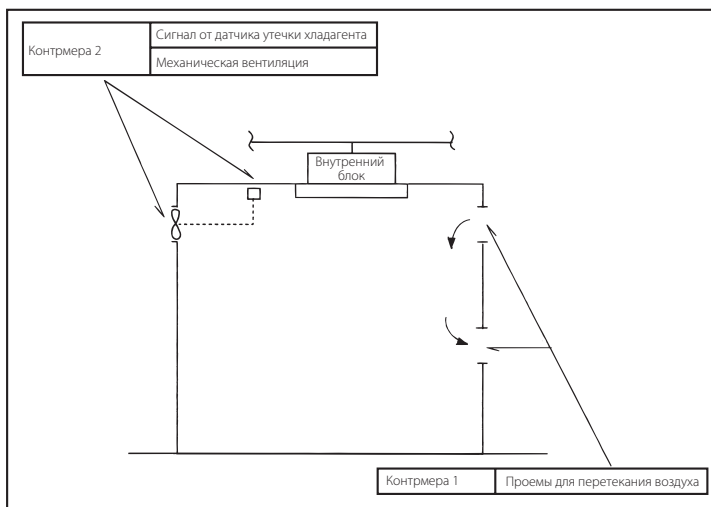 Контрмера 2
Сигнал от датчика утечки хладагента
Механическая вентиляция
Внутренний
блок
Контрмера 1
Проемы для перетекания воздуха